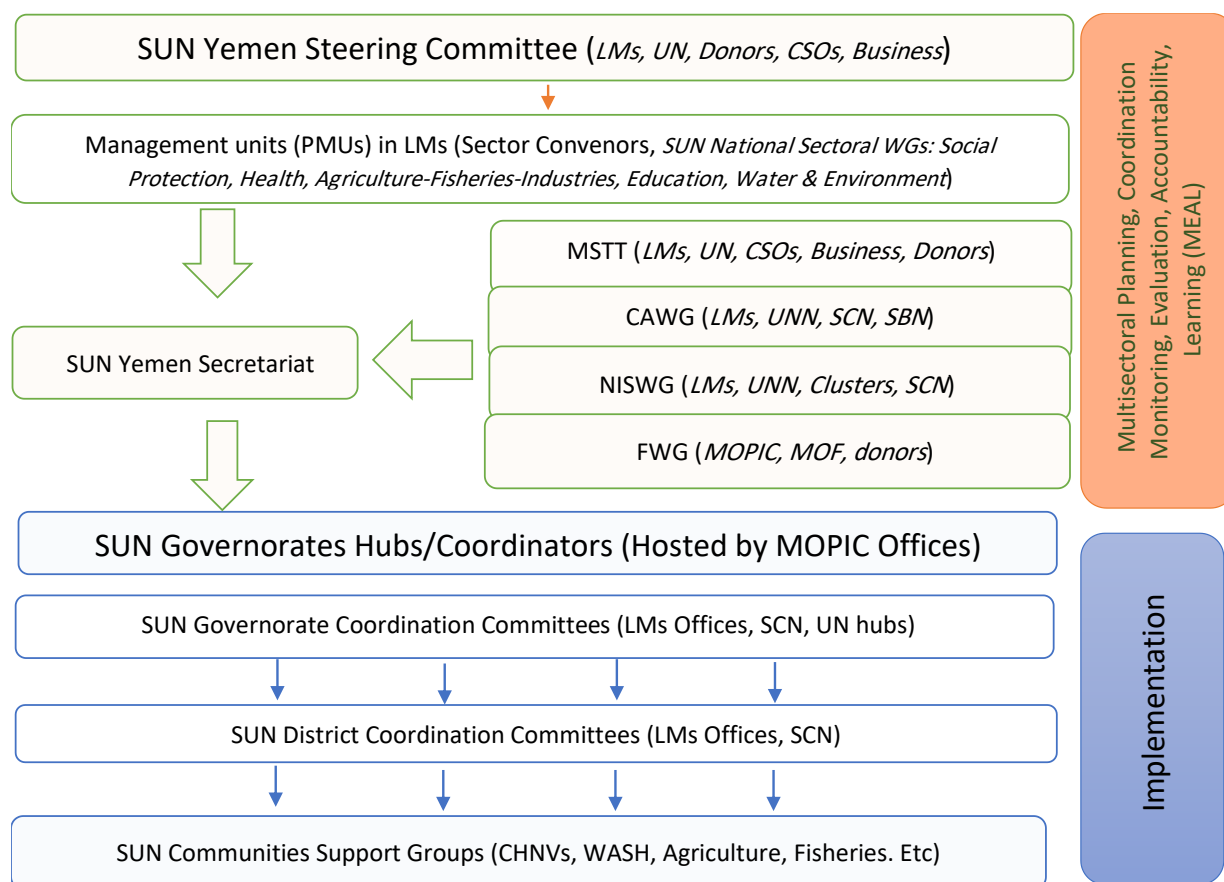 SUN Yemen Steering Committee (LMs, UN, Donors, CSOs, Business)
Management units (PMUs) in LMs (Sector Convenors, SUN National Sectoral WGs: Social
Protection, Health, Agriculture-Fisheries-Industries, Education, Water & Environment)
MSTT (LMs, UN, CSOs, Business, Donors)
CAWG (LMs, UNN, SCN, SBN)
SUN Yemen Secretariat
NISWG (LMs, UNN, Clusters, SCN)
FWG (MOPIC, MOF, donors)
Multisectoral Planning, Coordination
Monitoring, Evaluation, Accountability,
Learning (MEAL)
SUN Governorates Hubs/Coordinators (Hosted by MOPIC Offices)
SUN Governorate Coordination Committees (LMs Offices, SCN, UN hubs)
SUN District Coordination Committees (LMs Offices, SCN)
SUN Communities Support Groups (CHNVs, WASH, Agriculture, Fisheries. Etc)
Implementation